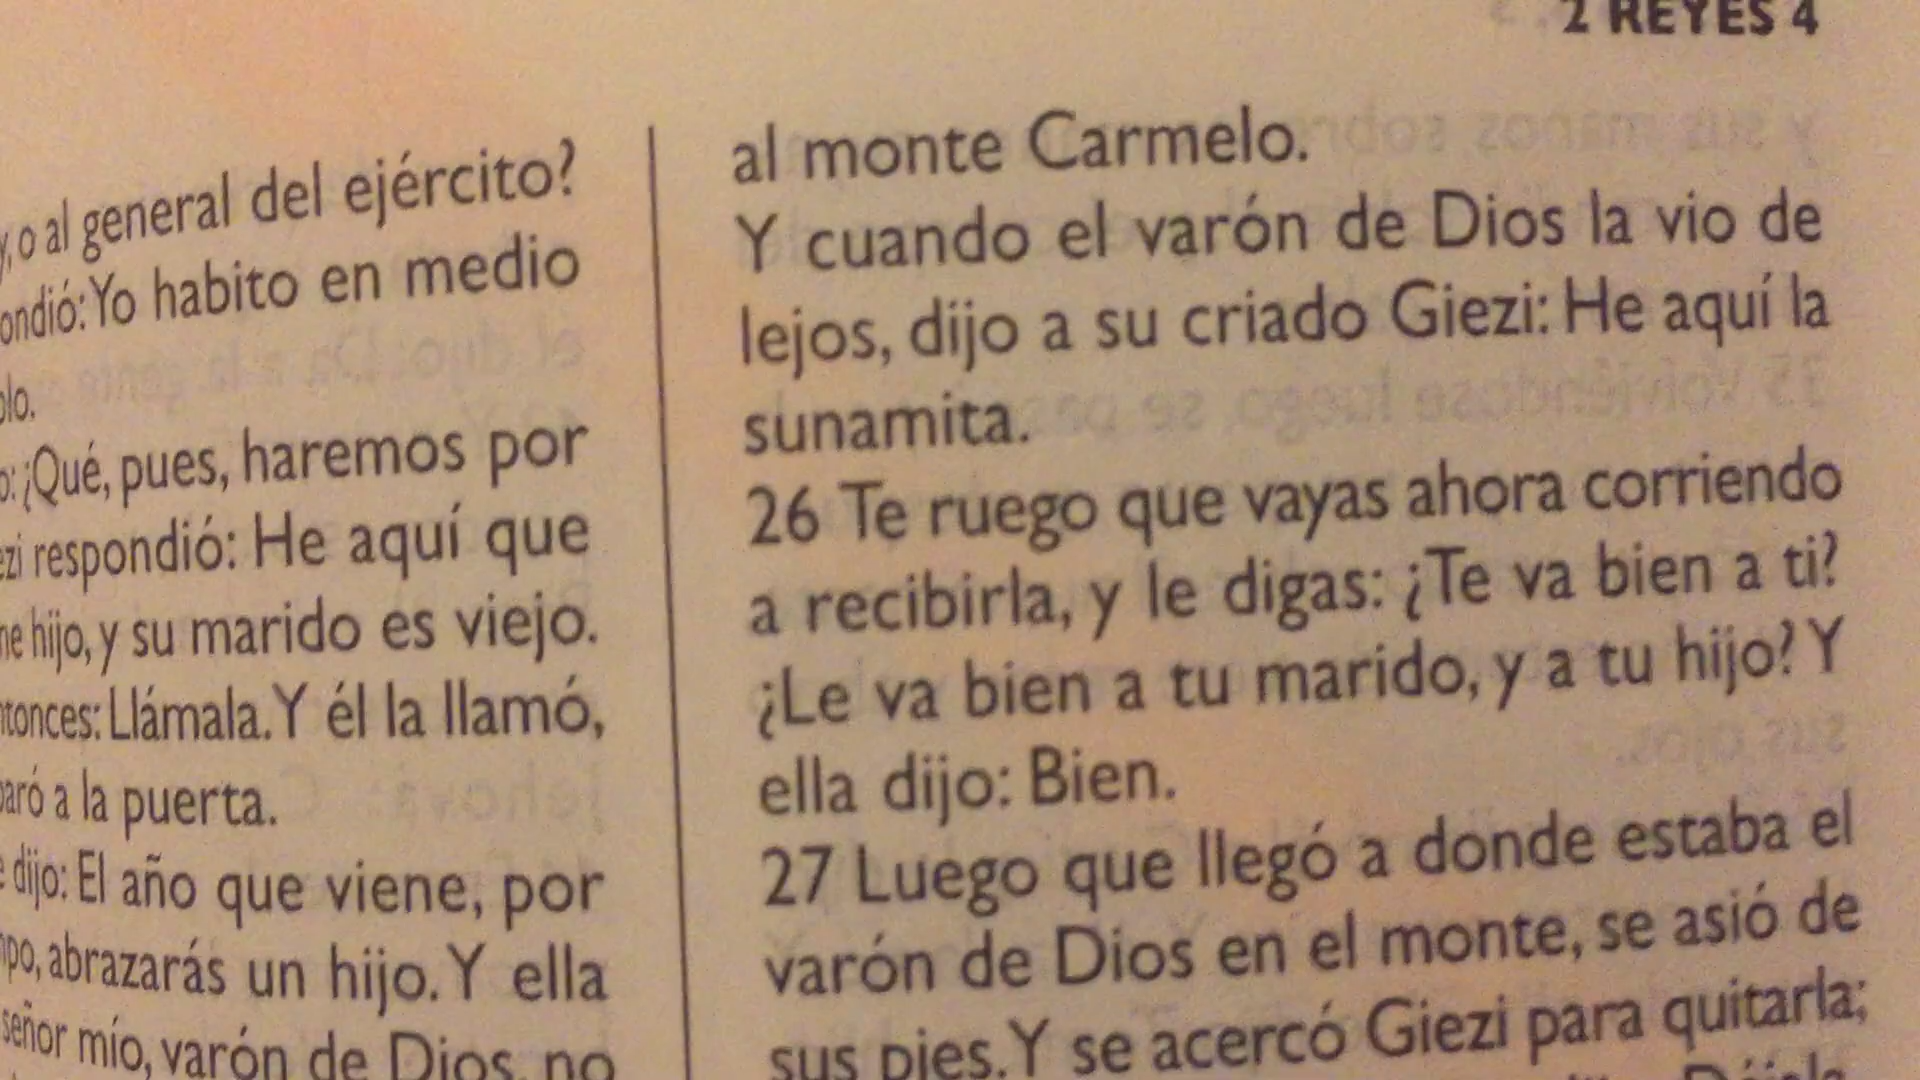 2 REYES 4
o al general del ejército?
Yo habito en medio
¿Qué, pues, haremos por
respondió: He aquí que
hijo, y su marido es viejo.
Llámala. Y él la llamó,
a la puerta.
dijo: El año que viene, por
abrazarás un hijo. Y ella
señor mío, varón de Dios, no
al monte Carmelo.
Y cuando el varón de Dios la vio de
lejos, dijo a su criado Giezi: He aquí la
sunamita.
26 Te ruego que vayas ahora corriendo
a recibirla, y le digas: ¿Te va bien a ti?
¿Le va bien a tu marido, y a tu hijo? Y
ella dijo: Bien.
27 Luego que llegó a donde estaba el
varón de Dios en el monte, se asió de
sus pies. Y se acercó Giezi para quitarla;